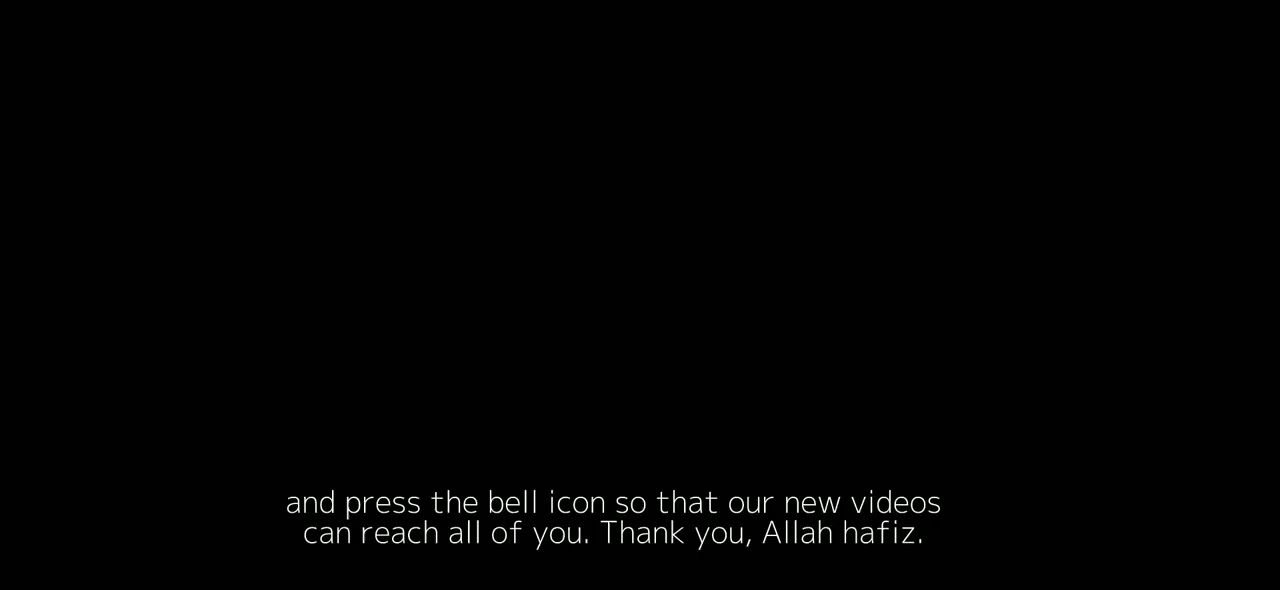 and press the bell icon so that our new videos
can reach all of you. Thank you, Allah hafiz.